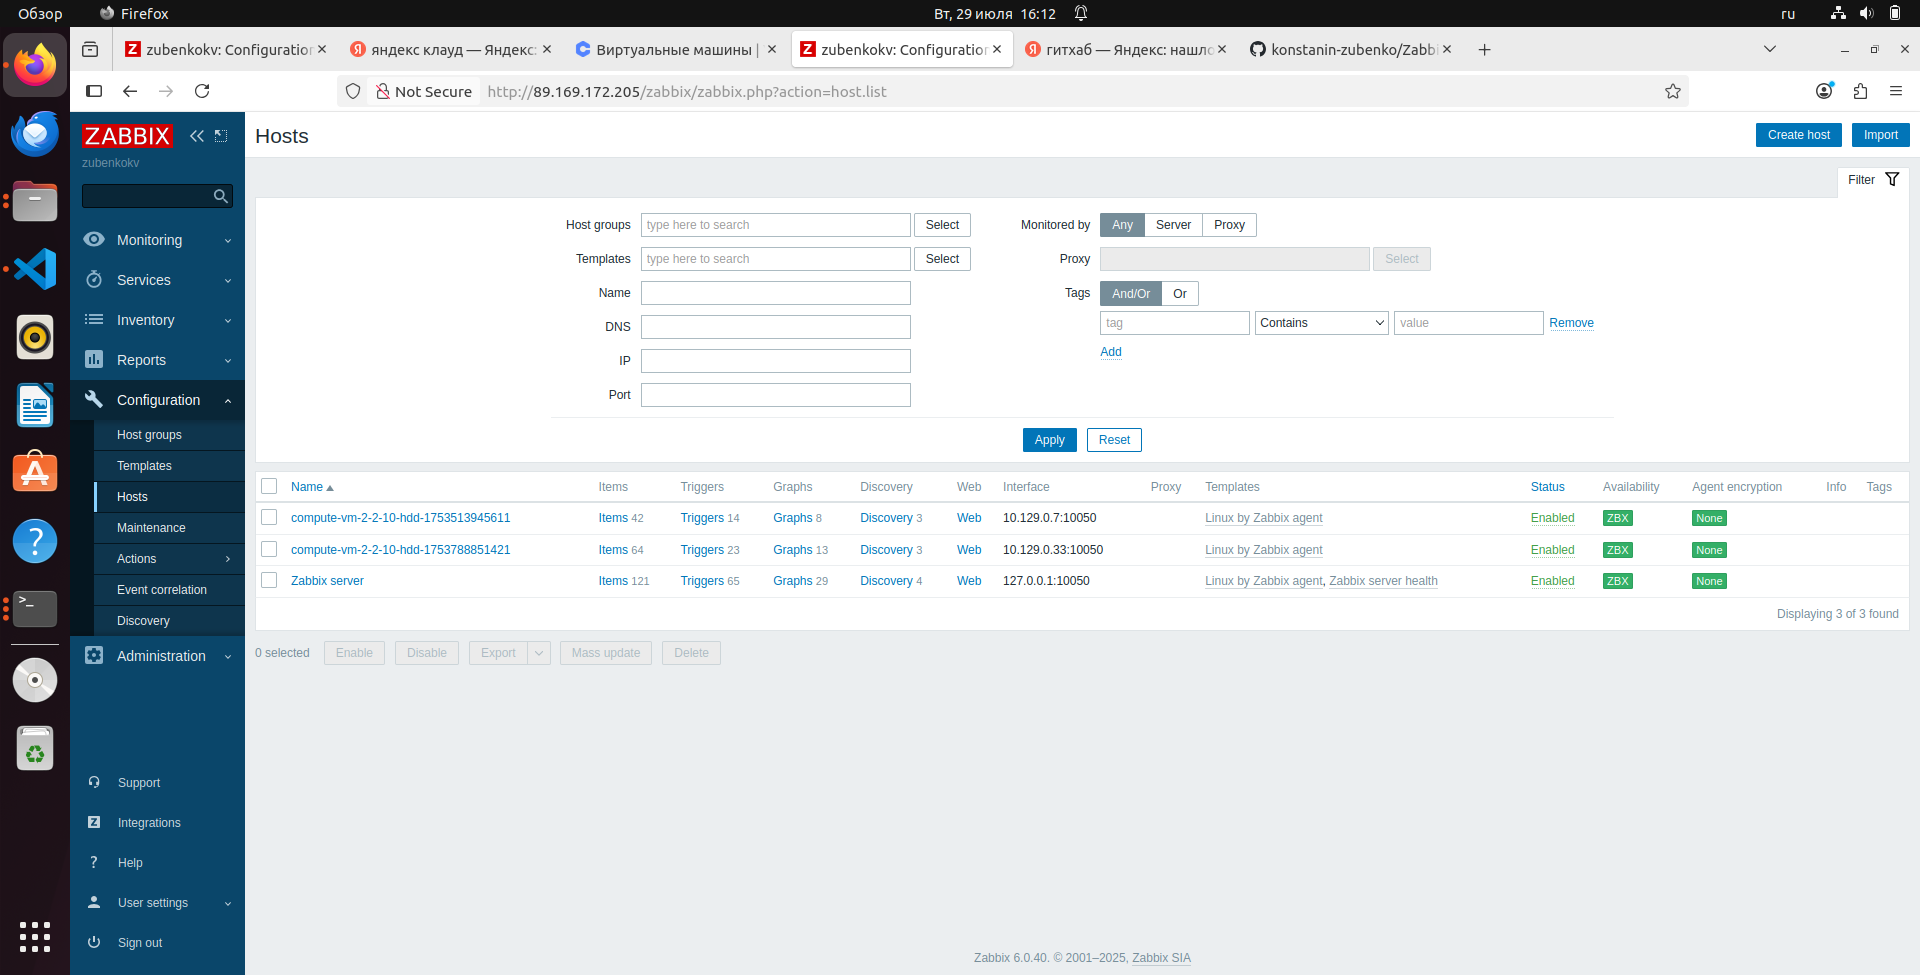 Обзор
Firefox
Вт, 29 июля 16:12
ru
zubenkokv: Configuration
яндекс клауд — Яндекс:
Виртуальные машины |
zubenkokv: Configuration
гитхаб — Яндекс: нашло
konstanin-zubenko/Zabbi
Not Secure
http://89.169.172.205/zabbix/zabbix.php?action=host.list
ZABBIX
zubenkokv
Monitoring
Services
Inventory
Reports
Configuration
Host groups
Templates
Hosts
Maintenance
Actions
Event correlation
Discovery
Administration
Support
Integrations
Help
User settings
Sign out
Hosts
Create host
Import
Filter
Host groups type here to search Select
Templates type here to search Select
Name
DNS
IP
Port
Monitored by Any Server Proxy
Proxy Select
Tags And/Or Or
tag Contains value Remove
Add
Apply Reset
Name Items Triggers Graphs Discovery Web Interface Proxy Templates Status Availability Agent encryption Info Tags
compute-vm-2-2-10-hdd-1753513945611 Items 42 Triggers 14 Graphs 8 Discovery 3 Web 10.129.0.7:10050 Linux by Zabbix agent Enabled ZBX None
compute-vm-2-2-10-hdd-1753788851421 Items 64 Triggers 23 Graphs 13 Discovery 3 Web 10.129.0.33:10050 Linux by Zabbix agent Enabled ZBX None
Zabbix server Items 121 Triggers 65 Graphs 29 Discovery 4 Web 127.0.0.1:10050 Linux by Zabbix agent, Zabbix server health Enabled ZBX None
Displaying 3 of 3 found
0 selected Enable Disable Export Mass update Delete
Zabbix 6.0.40. © 2001–2025, Zabbix SIA